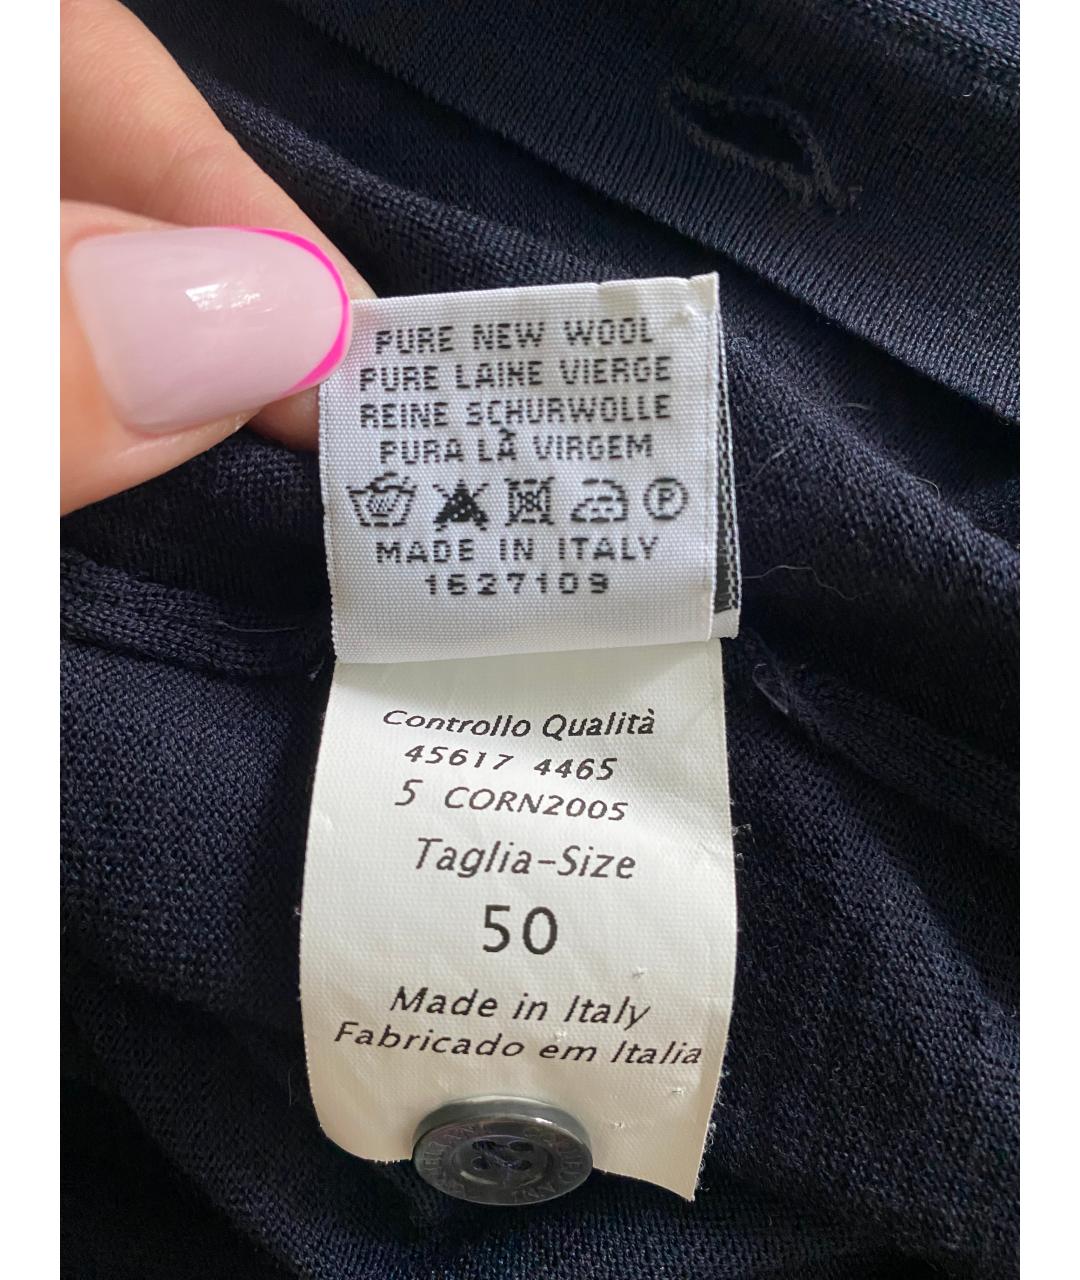 PURE NEW WOOL
PURE LAINE VIERGE
REINE SCHURWOLLE
PURA LÀ VIRGEM
P
MADE IN ITALY
1627109
Controllo Qualità
45617 4465
5 CORN2005
Taglia-Size
50
Made in Italy
Fabricado em Italia